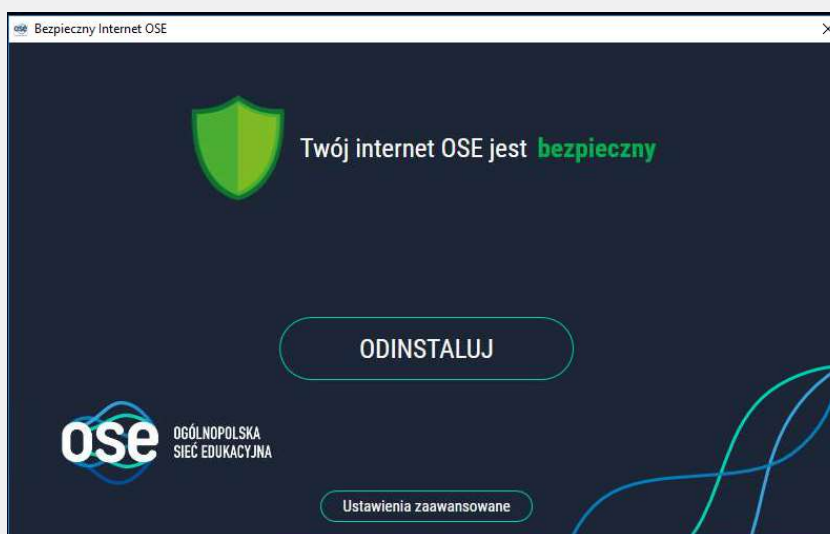 Bezpieczny Internet OSE
Twój internet OSE jest bezpieczny
ODINSTALUJ
ose OGÓLNOPOLSKA
SIEĆ EDUKACYJNA
Ustawienia zaawansowane